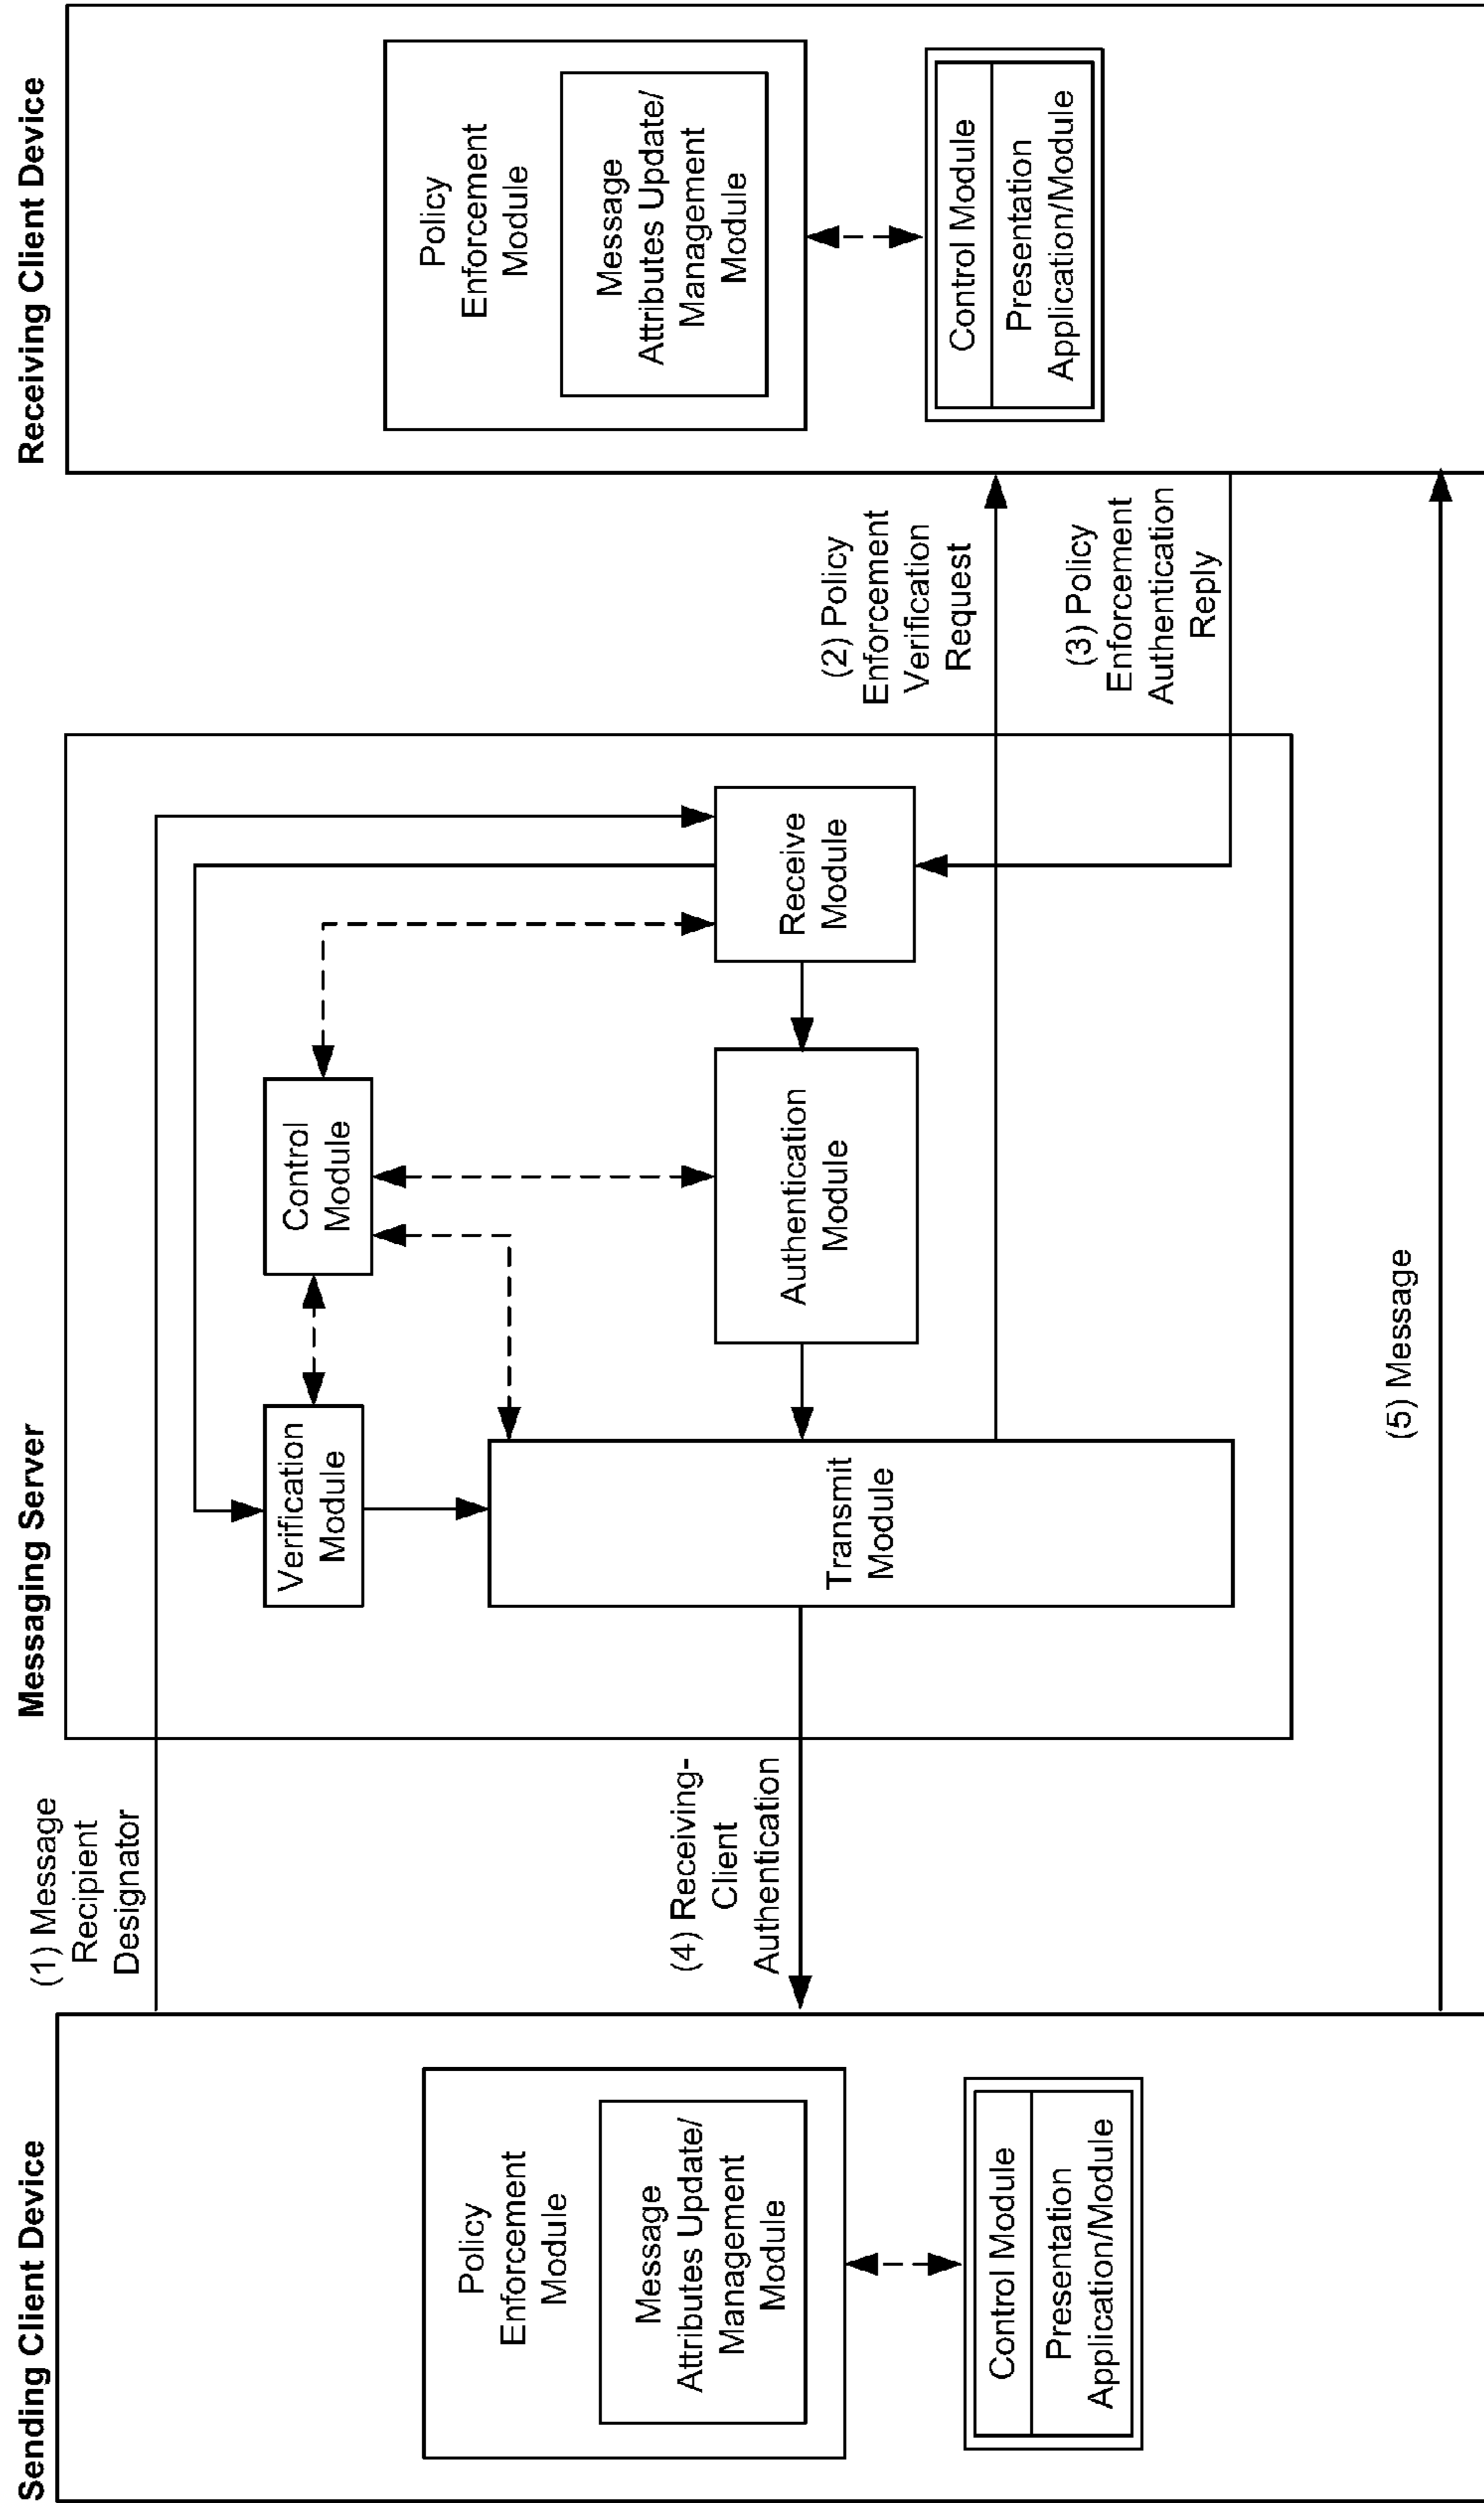 Sending Client Device
Policy
Enforcement
Module
Message
Attributes Update/
Management
Module
Control Module
Presentation
Application/Module
(1) Message
Recipient
Designator
(4) Receiving-
Client
Authentication
Messaging Server
Verification
Module
Control
Module
Transmit
Module
Authentication
Module
Receive
Module
(5) Message
(2) Policy
Enforcement
Verification
Request
(3) Policy
Enforcement
Authentication
Reply
Receiving Client Device
Policy
Enforcement
Module
Message
Attributes Update/
Management
Module
Control Module
Presentation
Application/Module